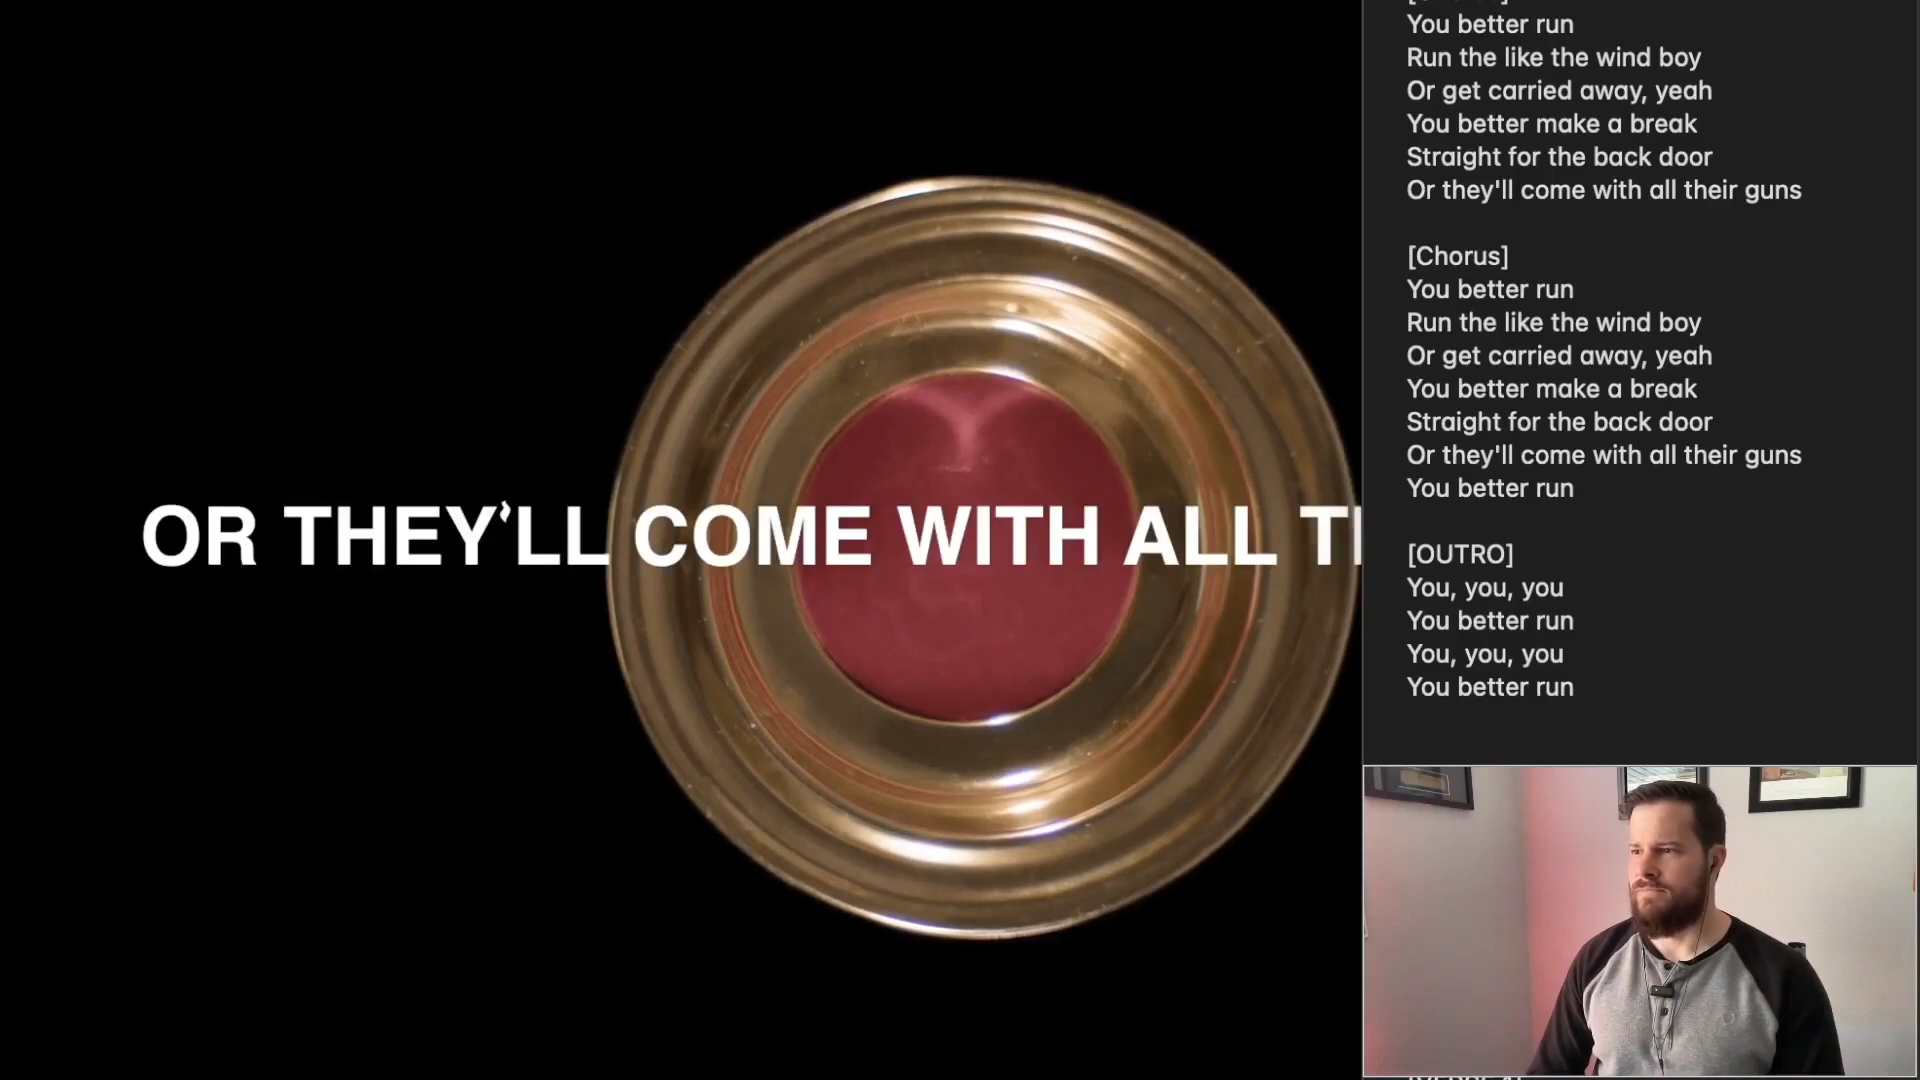 OR THEY'LL COME WITH ALL
You better run
Run the like the wind boy
Or get carried away, yeah
You better make a break
Straight for the back door
Or they'll come with all their guns
[Chorus]
You better run
Run the like the wind boy
Or get carried away, yeah
You better make a break
Straight for the back door
Or they'll come with all their guns
You better run
[OUTRO]
You, you, you
You better run
You, you, you
You better run